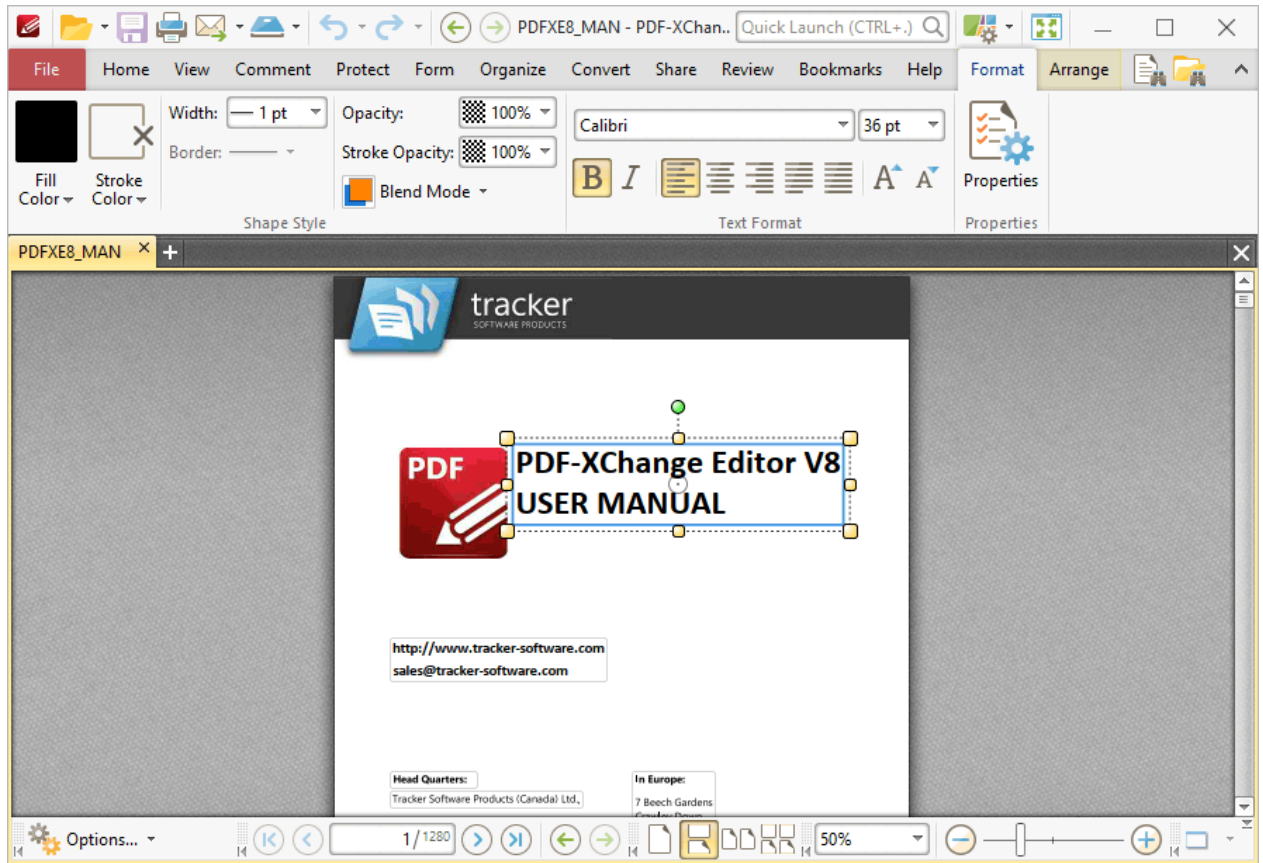 PDFXE8_MAN - PDF-XChan.. Quick Launch (CTRL+.)
File Home View Comment Protect Form Organize Convert Share Review Bookmarks Help Format Arrange
Fill Color
Stroke Color
Width: 1 pt
Border:
Opacity: 100%
Stroke Opacity: 100%
Blend Mode
Shape Style
Calibri 36 pt
B I A A
Text Format
Properties
Properties
PDFXE8_MAN
tracker
SOFTWARE PRODUCTS
PDF
PDF-XChange Editor V8
USER MANUAL
http://www.tracker-software.com
sales@tracker-software.com
Head Quarters:
Tracker Software Products (Canada) Ltd.,
In Europe:
7 Beech Gardens
Crawley Down
Options... 1/1280 50%